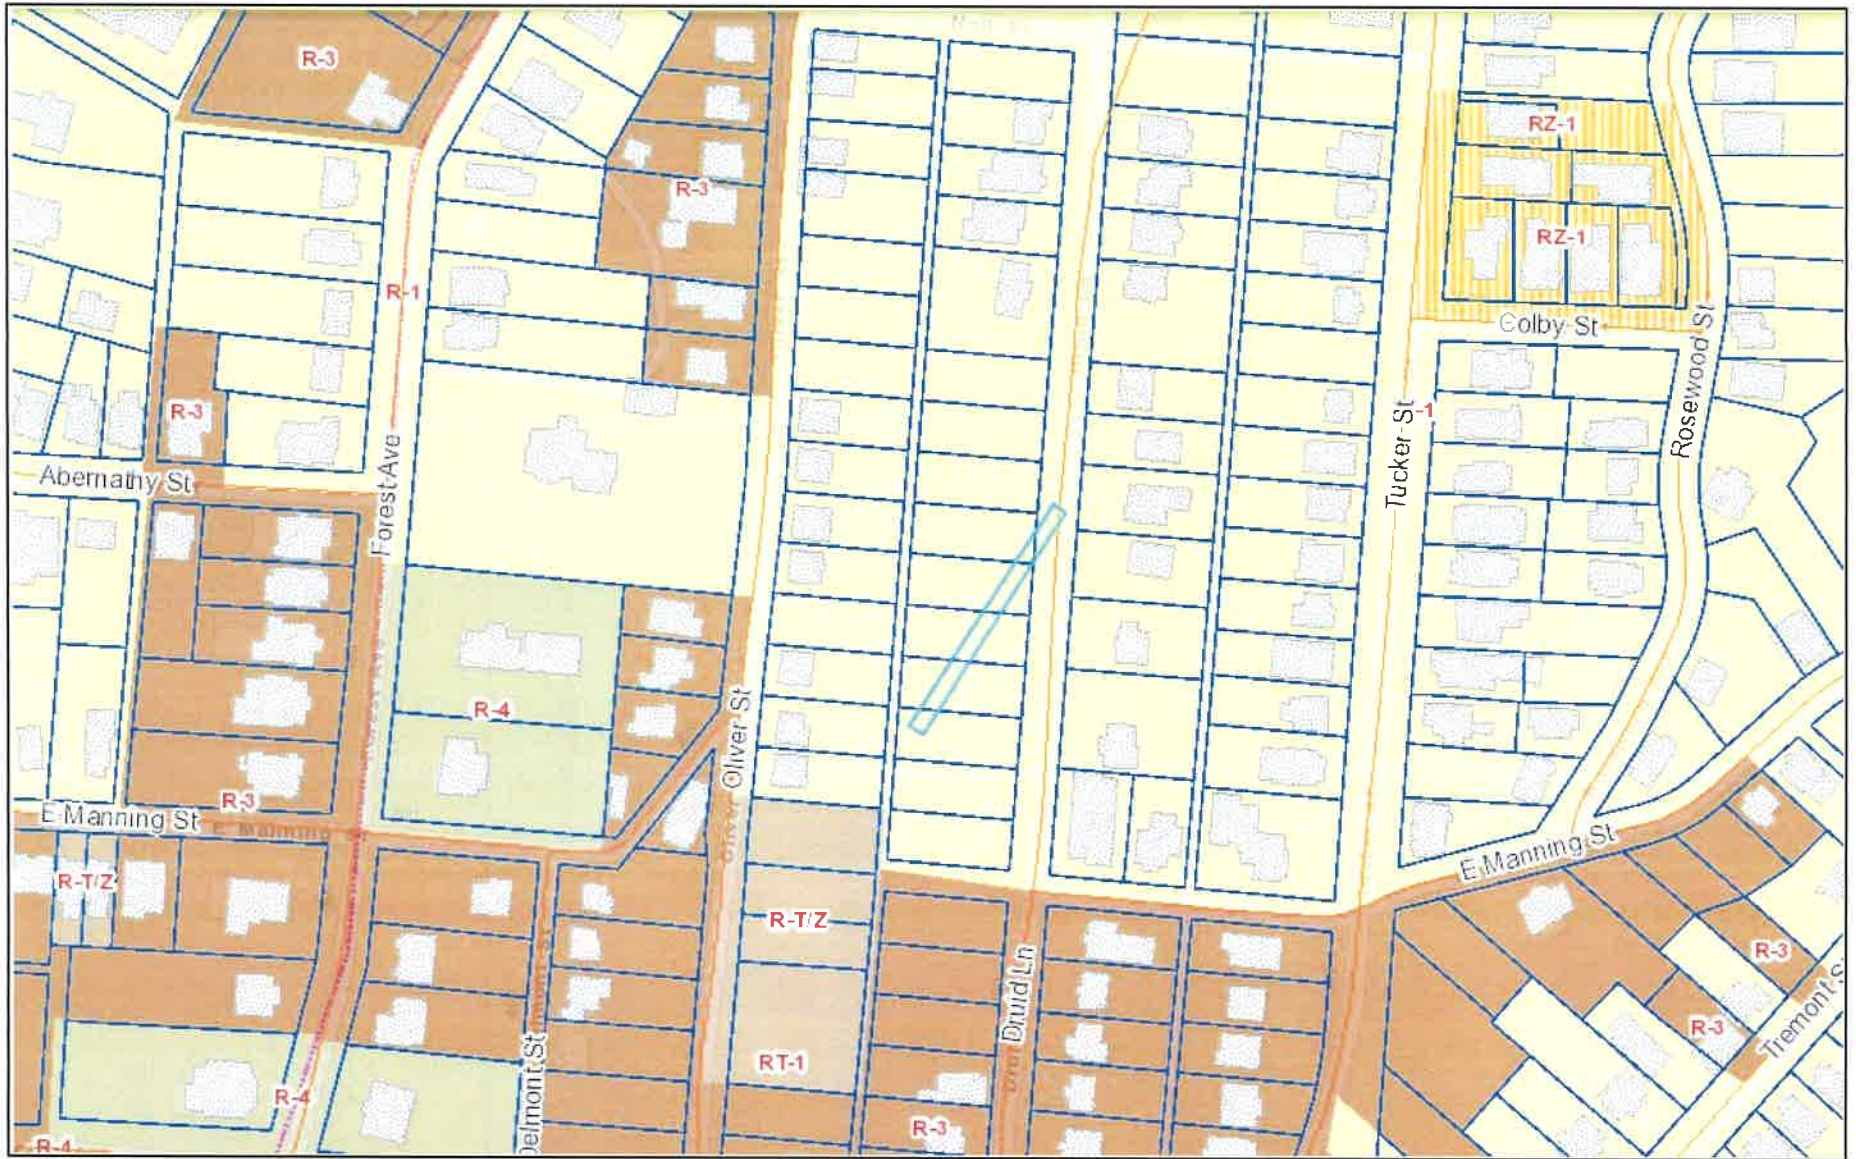 R-3
RZ-1
R-3
RZ-1
R-1
Colby St
Rosewood St
R-3
-1
Tucker St
Abernathy St
Forest Ave
R-4
Oliver St
R-3
E Manning St
E Manning
E Manning St
R-T/Z
R-T/Z
R-3
Druid Ln
R-3
Tremont S
RT-1
Delmont St
R-4
R-3
R-4